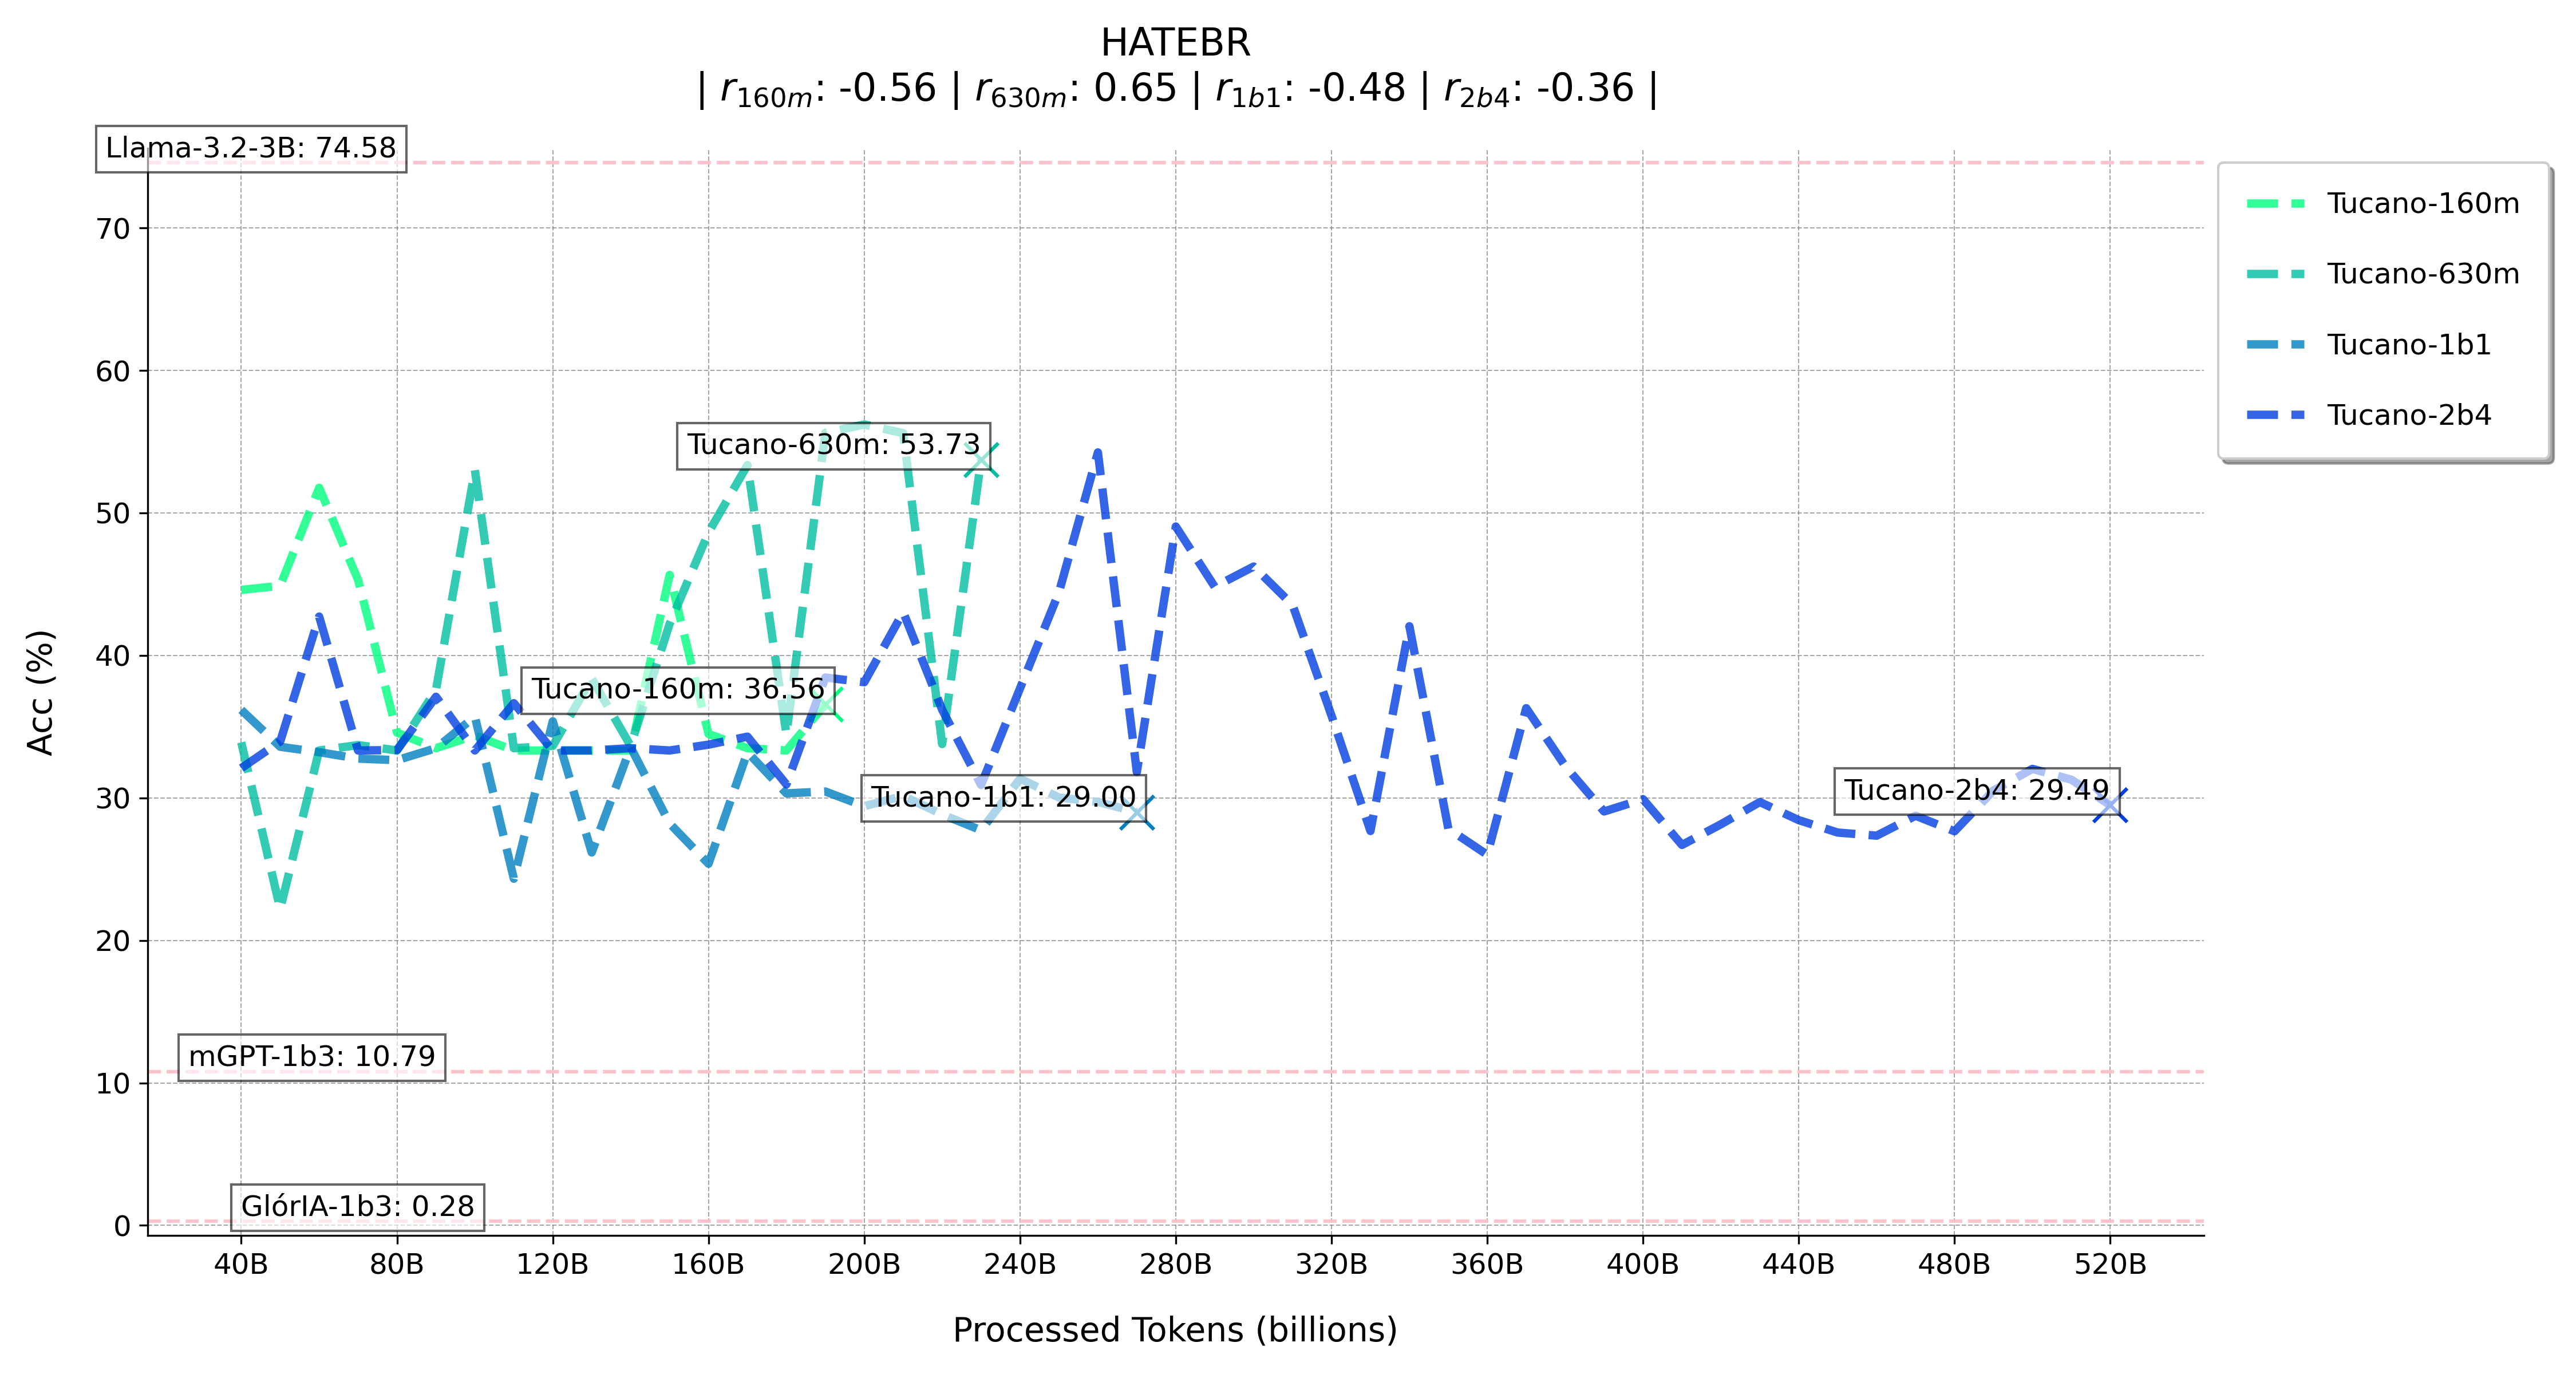 HATEBR
| r160m: -0.56 | r630m: 0.65 | r1b1: -0.48 | r2b4: -0.36 |
Llama-3.2-3B: 74.58
Tucano-160m
Tucano-630m
Tucano-1b1
Tucano-2b4
Acc (%)
70
60
50
40
30
20
10
0
Tucano-630m: 53.73
Tucano-160m: 36.56
Tucano-1b1: 29.00
Tucano-2b4: 29.49
mGPT-1b3: 10.79
GlórIA-1b3: 0.28
40B 80B 120B 160B 200B 240B 280B 320B 360B 400B 440B 480B 520B
Processed Tokens (billions)